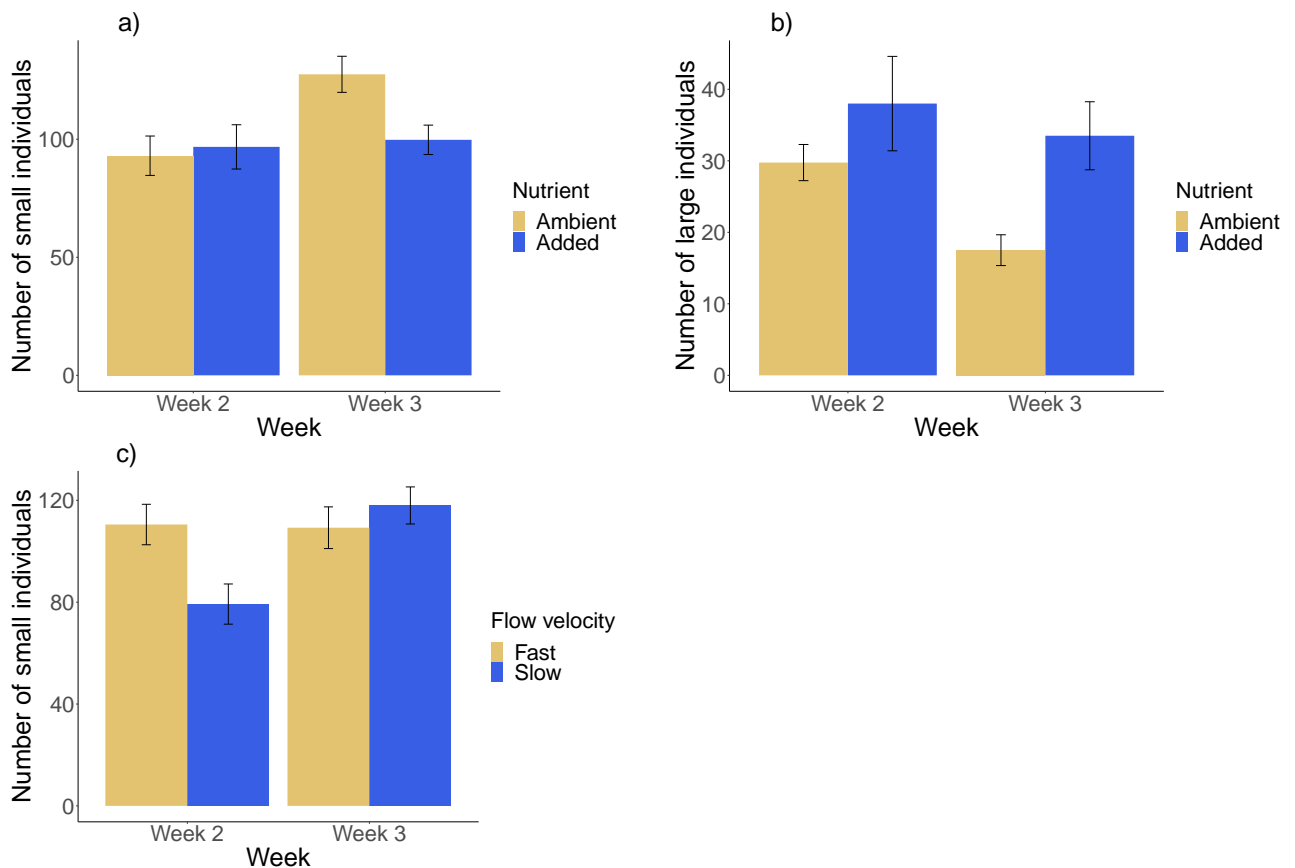 a)
Number of small individuals
100
50
0
Week 2
Week 3
Week
Nutrient
Ambient
Added
b)
Number of large individuals
40
30
20
10
0
Week 2
Week 3
Week
Nutrient
Ambient
Added
c)
Number of small individuals
120
80
40
0
Week 2
Week 3
Week
Flow velocity
Fast
Slow